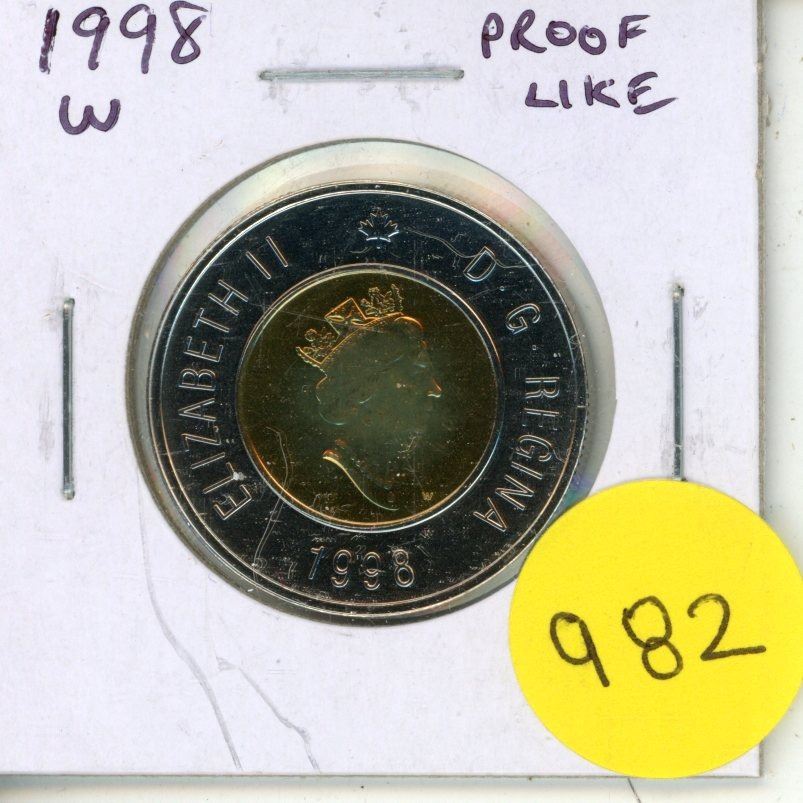 1998
W
PROOF
LIKE
ELIZABETH II D. G. REGINA
W
1998
982